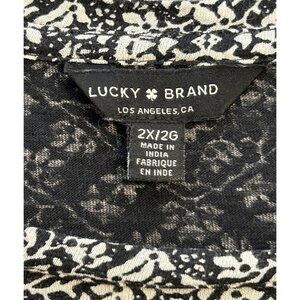 LUCKY BRAND
LOS ANGELES, CA
2X/2G
MADE IN
INDIA
FABRIQUE
EN INDE